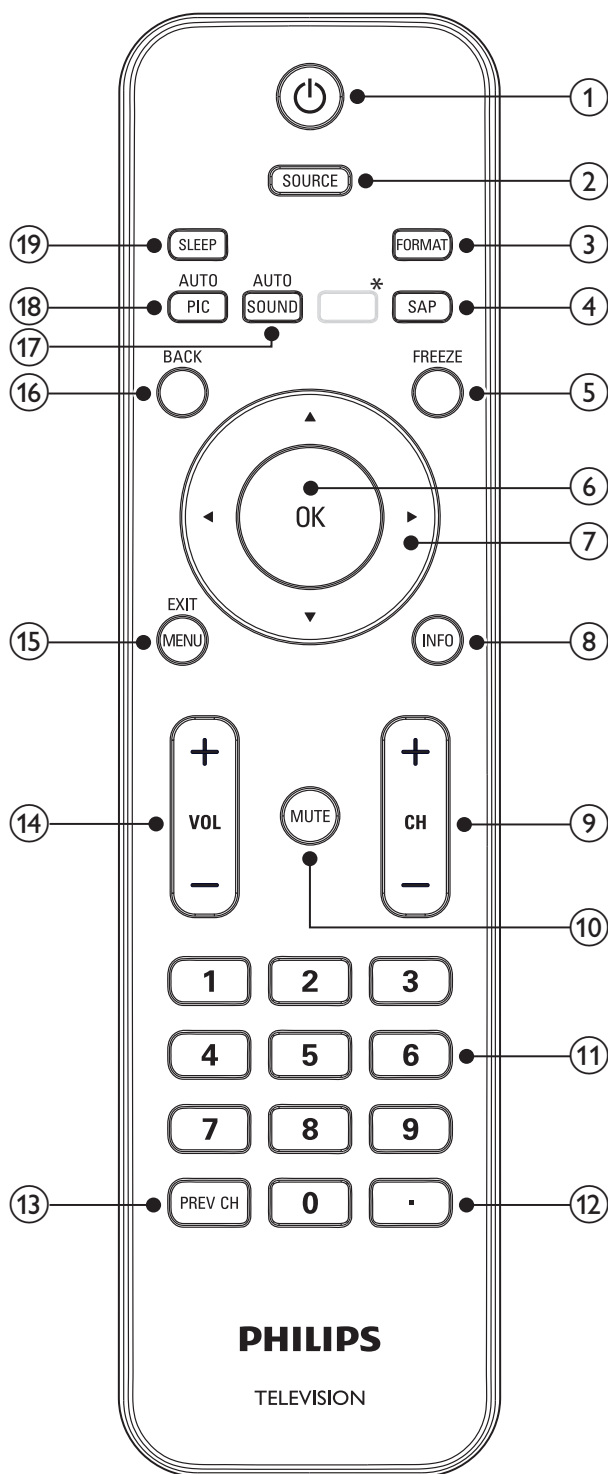 1
SOURCE 2
19 SLEEP FORMAT 3
AUTO AUTO *
18 PIC SOUND SAP 4
17
BACK FREEZE
16 5
6
OK
7
EXIT
15 MENU INFO 8
+ +
14 VOL MUTE CH 9
– –
10
1 2 3
4 5 6 11
7 8 9
13 PREV CH 0 . 12
PHILIPS
TELEVISION